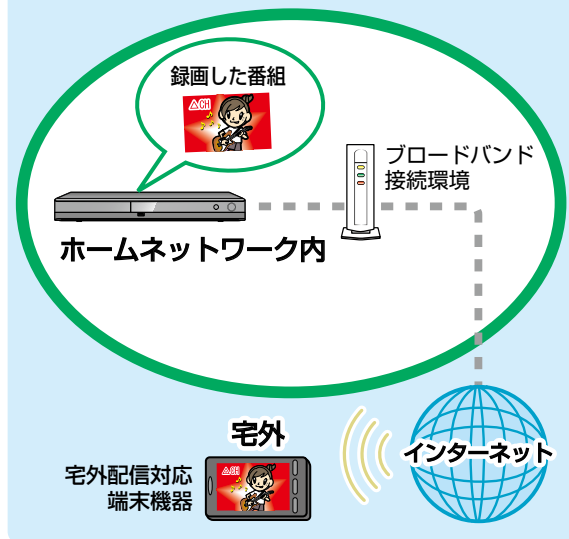 録画した番組
△CH
ブロードバンド
接続環境
ホームネットワーク内
宅外
インターネット
宅外配信対応
端末機器
△CH